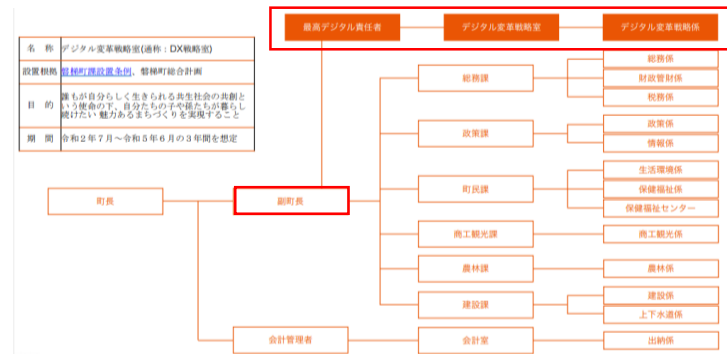 最高デジタル責任者
デジタル変革戦略室
デジタル変革戦略係
名　称
デジタル変革戦略室(通称：DX戦略室)
設置根拠
磐梯町課設置条例、磐梯町総合計画
目　的
誰もが自分らしく生きられる共生社会の共創と
いう使命の下、自分たちの子や孫たちが暮らし
続けたい 魅力あるまちづくりを実現すること
期　間
令和２年７月～令和５年６月の３年間を想定
町長
副町長
総務課
総務係
財政管財係
税務係
政策課
政策係
情報係
町民課
生活環境係
保健福祉係
保健福祉センター
商工観光課
商工観光係
農林課
農林係
建設課
建設係
上下水道係
会計管理者
会計室
出納係